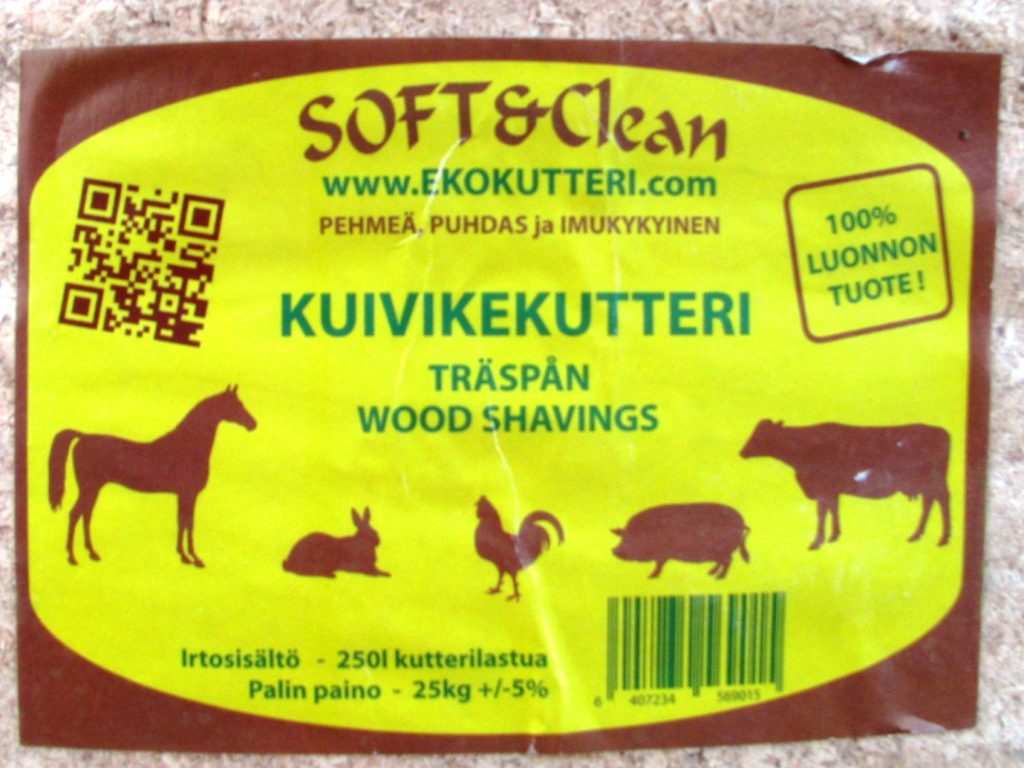 SOFT&Clean
www.EKOKUTTERI.com
PEHMEÄ, PUHDAS ja IMUKYKYINEN
100%
LUONNON
TUOTE!
KUIVIKEKUTTERI
TRÄSPÅN
WOOD SHAVINGS
Irtosisältö - 250l kutterilastua
Palin paino - 25kg +/-5%
6 407234 569015